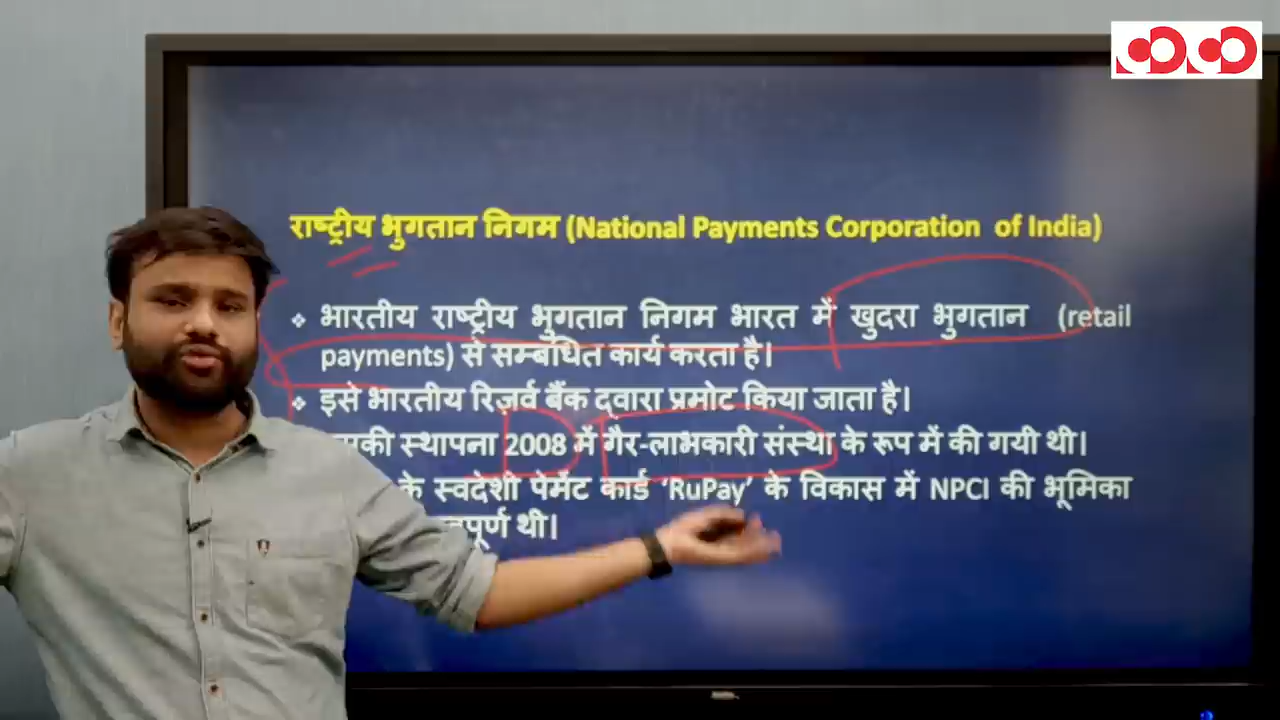 राष्ट्रीय भुगतान निगम (National Payments Corporation of India)
❖ भारतीय राष्ट्रीय भुगतान निगम भारत में खुदरा भुगतान (retail
payments) से सम्बंधित कार्य करता है।
❖ इसे भारतीय रिज़र्व बैंक द्वारा प्रमोट किया जाता है।
स्थापना 2008 में गैर-लाभकारी संस्था के रूप में की गयी थी।
के स्वदेशी पेमेंट कार्ड ‘RuPay’ के विकास में NPCI की भूमिका
थी।